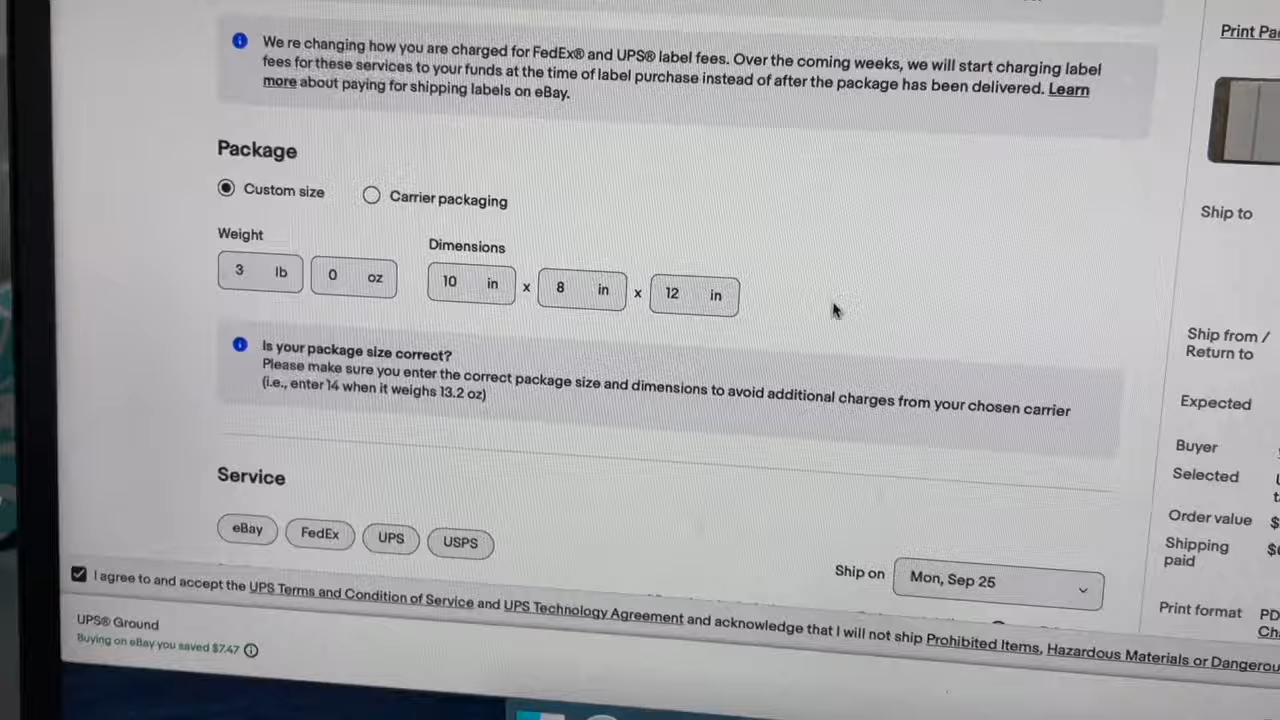 We re changing how you are charged for FedEx® and UPS® label fees. Over the coming weeks, we will start charging label
fees for these services to your funds at the time of label purchase instead of after the package has been delivered. Learn
more about paying for shipping labels on eBay.
Package
Custom size
Carrier packaging
Weight
Dimensions
3 lb
0 oz
10 in x 8 in x 12 in
Is your package size correct?
Please make sure you enter the correct package size and dimensions to avoid additional charges from your chosen carrier
(i.e., enter 14 when it weighs 13.2 oz)
Service
eBay
FedEx
UPS
USPS
Ship on
Mon, Sep 25
I agree to and accept the UPS Terms and Condition of Service and UPS Technology Agreement and acknowledge that I will not ship Prohibited Items, Hazardous Materials or
UPS® Ground
Buying on eBay you saved $7.47
Print
Ship to
Ship from /
Return to
Expected
Buyer
Selected
Order value $
Shipping $
paid
Print format